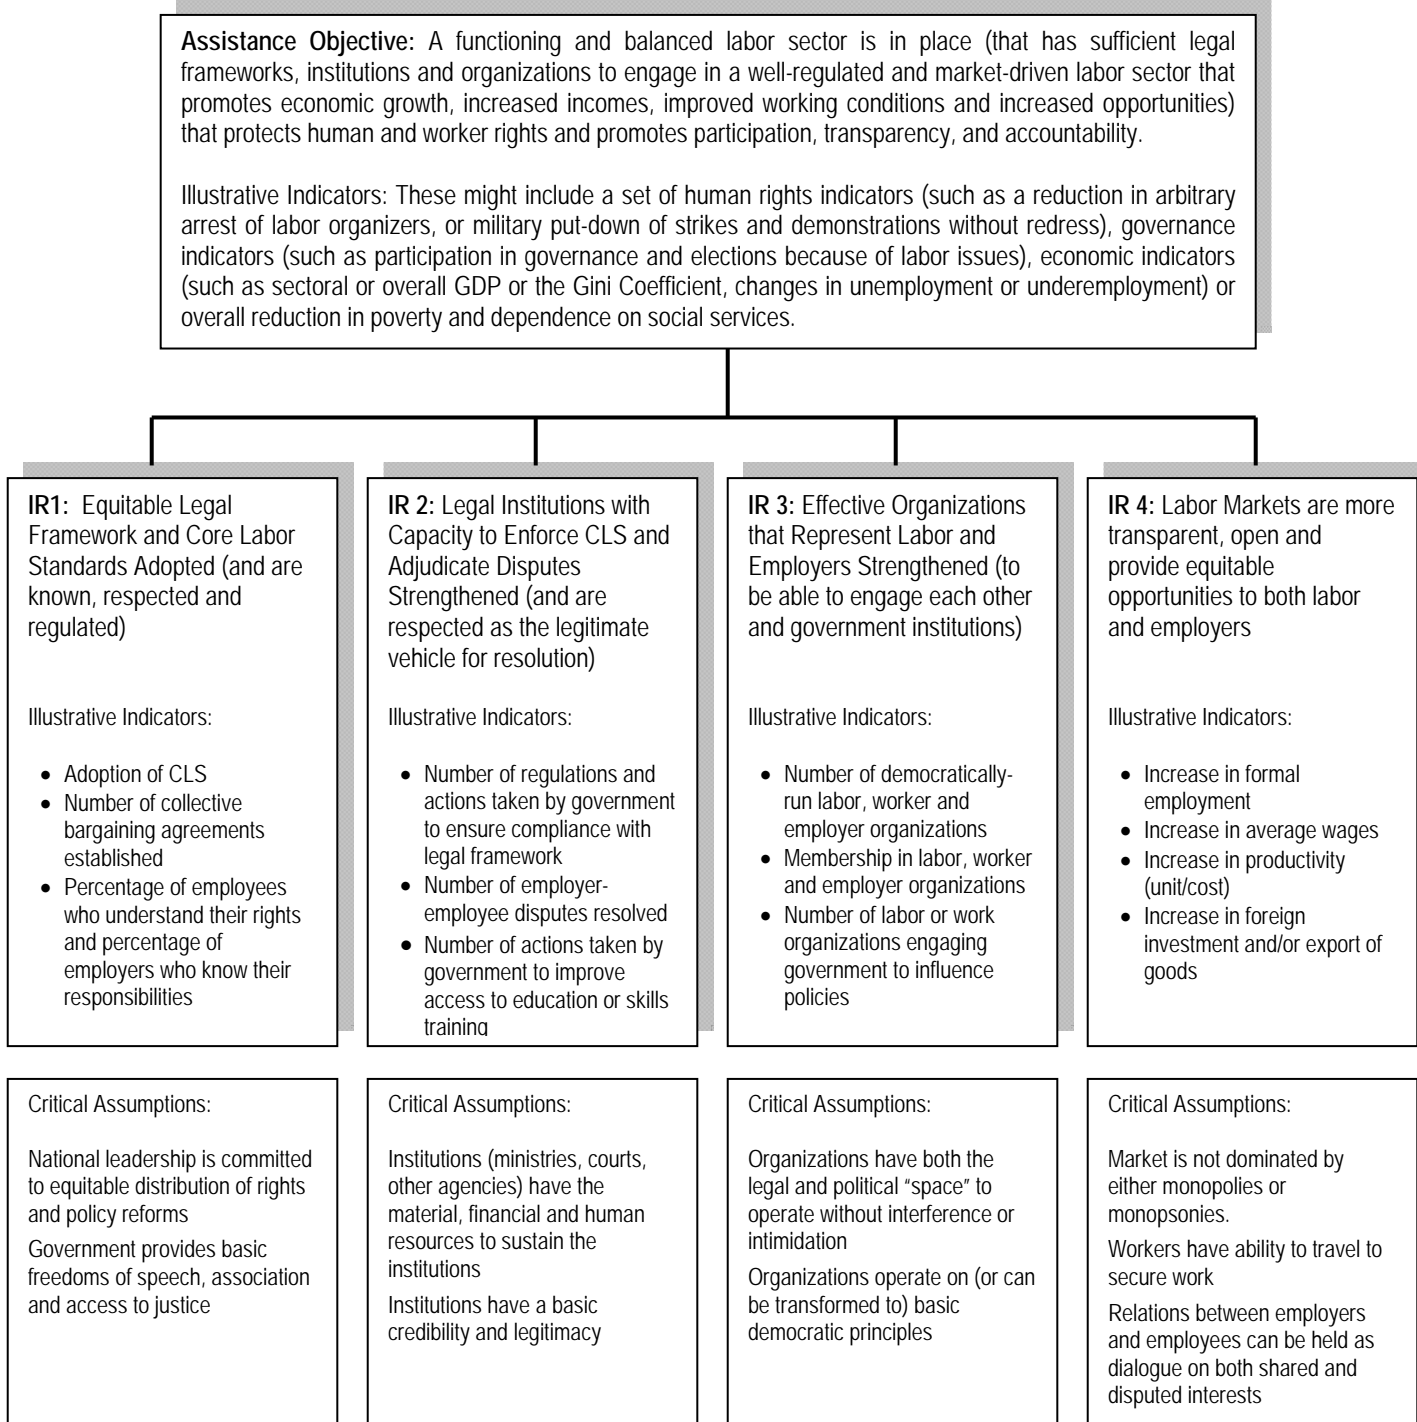 Assistance Objective: A functioning and balanced labor sector is in place (that has sufficient legal
frameworks, institutions and organizations to engage in a well-regulated and market-driven labor sector that
promotes economic growth, increased incomes, improved working conditions and increased opportunities)
that protects human and worker rights and promotes participation, transparency, and accountability.
Illustrative Indicators: These might include a set of human rights indicators (such as a reduction in arbitrary
arrest of labor organizers, or military put-down of strikes and demonstrations without redress), governance
indicators (such as participation in governance and elections because of labor issues), economic indicators
(such as sectoral or overall GDP or the Gini Coefficient, changes in unemployment or underemployment) or
overall reduction in poverty and dependence on social services.
IR1: Equitable Legal
Framework and Core Labor
Standards Adopted (and are
known, respected and
regulated)
Illustrative Indicators:
• Adoption of CLS
• Number of collective
bargaining agreements
established
• Percentage of employees
who understand their rights
and percentage of
employers who know their
responsibilities
IR 2: Legal Institutions with
Capacity to Enforce CLS and
Adjudicate Disputes
Strengthened (and are
respected as the legitimate
vehicle for resolution)
Illustrative Indicators:
• Number of regulations and
actions taken by government
to ensure compliance with
legal framework
• Number of employer-
employee disputes resolved
• Number of actions taken by
government to improve
access to education or skills
training
IR 3: Effective Organizations
that Represent Labor and
Employers Strengthened (to
be able to engage each other
and government institutions)
Illustrative Indicators:
• Number of democratically-
run labor, worker and
employer organizations
• Membership in labor, worker
and employer organizations
• Number of labor or work
organizations engaging
government to influence
policies
IR 4: Labor Markets are more
transparent, open and
provide equitable
opportunities to both labor
and employers
Illustrative Indicators:
• Increase in formal
employment
• Increase in average wages
• Increase in productivity
(unit/cost)
• Increase in foreign
investment and/or export of
goods
Critical Assumptions:
National leadership is committed
to equitable distribution of rights
and policy reforms
Government provides basic
freedoms of speech, association
and access to justice
Critical Assumptions:
Institutions (ministries, courts,
other agencies) have the
material, financial and human
resources to sustain the
institutions
Institutions have a basic
credibility and legitimacy
Critical Assumptions:
Organizations have both the
legal and political “space” to
operate without interference or
intimidation
Organizations operate on (or can
be transformed to) basic
democratic principles
Critical Assumptions:
Market is not dominated by
either monopolies or
monopsonies.
Workers have ability to travel to
secure work
Relations between employers
and employees can be held as
dialogue on both shared and
disputed interests